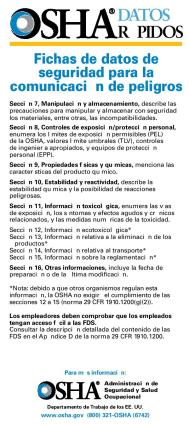 OSHA® DATOS
R PIDOS
Fichas de datos de
seguridad para la
comunicaci n de peligros
Secci n 7, Manipulaci n y almacenamiento, describe las
precauciones para manipular y almacenar con seguridad
los materiales, entre otras, las incompatibilidades.
Secci n 8, Controles de exposici n/protecci n personal,
enumera los l mites de exposici n permisibles (PEL)
de la OSHA, valores l mite umbrales (TLV), controles
de ingenier a apropiados, y equipos de protecci n
personal (EPP).
Secci n 9, Propiedades f sicas y qu micas, menciona las
caracter sticas del producto qu mico.
Secci n 10, Estabilidad y reactividad, describe la
estabilidad qu mica y la posibilidad de reacciones
peligrosas.
Secci n 11, Informaci n toxicol gica, enumera las v as
de exposici n, los s ntomas y efectos agudos y cr nicos
relacionados, y las medidas num ricas de la toxicidad.
Secci n 12, Informaci n ecotoxicol gica*
Secci n 13, Informaci n relativa a la eliminaci n de los
productos*
Secci n 14, Informaci n relativa al transporte*
Secci n 15, Informaci n sobre la reglamentaci n*
Secci n 16, Otras informaciones, incluye la fecha de
preparaci n o de la ltima modificaci n.
*Nota: debido a que otros organismos regulan esta
informaci n, la OSHA no exigir el cumplimiento de las
secciones 12 a 15 (norma 29 CFR 1910.1200(g)(2)).
Los empleadores deben comprobar que los empleados
tengan acceso f cil a las FDS.
Consultar la descripci n detallada del contenido de las
FDS en el Ap ndice D de la norma 29 CFR 1910.1200.
Para m s informaci n:
OSHA® Administraci n de
Seguridad y Salud
Ocupacional
Departamento de Trabajo de los EE. UU.
www.osha.gov (800) 321-OSHA (6742)